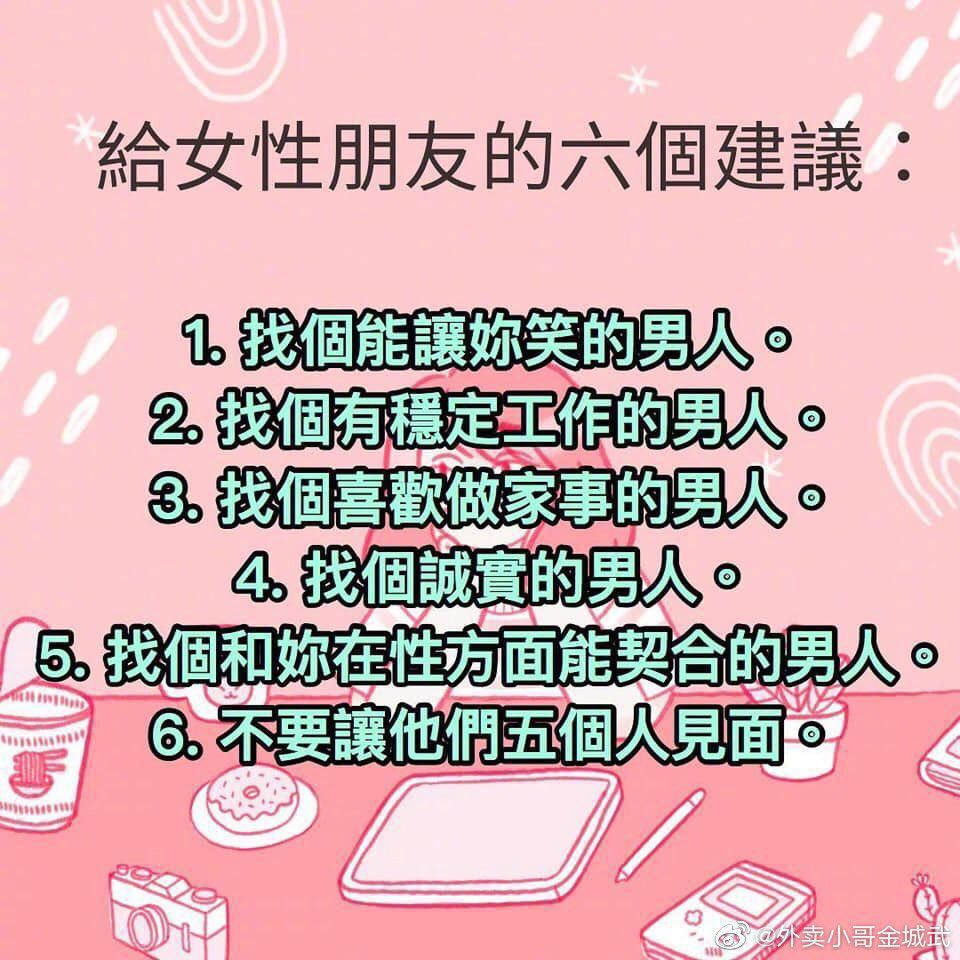 給女性朋友的六個建議：
1. 找個能讓妳笑的男人。
2. 找個有穩定工作的男人。
3. 找個喜歡做家事的男人。
4. 找個誠實的男人。
5. 找個和妳在性方面能契合的男人。
6. 不要讓他們五個人見面。
@外卖小哥金城武